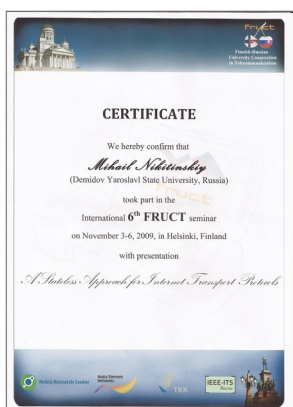 fruct
Finnish-Russian
University Cooperation
in Telecommunications
CERTIFICATE
We hereby confirm that
Mihail Nikitinskiy
(Demidov Yaroslavl State University, Russia)
took part in the
International 6th FRUCT seminar
on November 3-6, 2009, in Helsinki, Finland
with presentation
A Stateless Approach for Internet Transport Protocols
Nokia Research Center
Nokia Siemens
Networks
TKK
IEEE-ITS
Russia